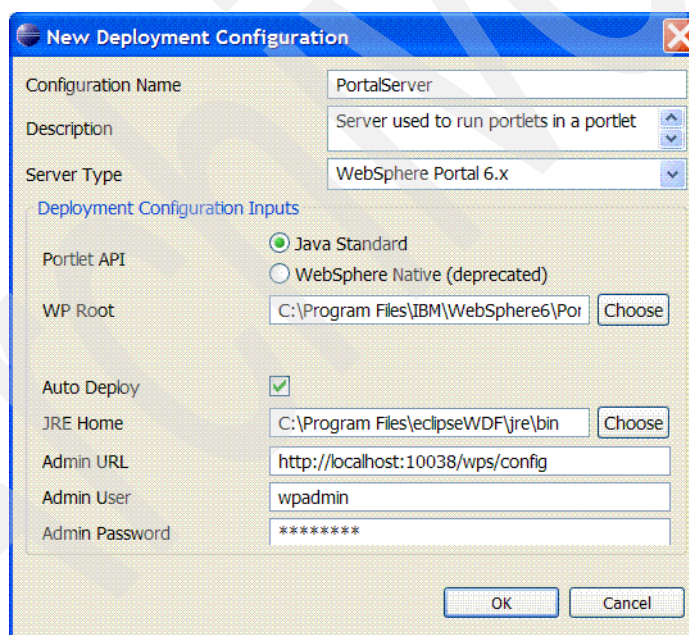 New Deployment Configuration
Configuration Name PortalServer
Description Server used to run portlets in a portlet
Server Type WebSphere Portal 6.x
Deployment Configuration Inputs
Portlet API Java Standard
WebSphere Native (deprecated)
WP Root C:\Program Files\IBM\WebSphere6\Por Choose
Auto Deploy
JRE Home C:\Program Files\eclipseWDF\jre\bin Choose
Admin URL http://localhost:10038/wps/config
Admin User wpadmin
Admin Password ********
OK Cancel